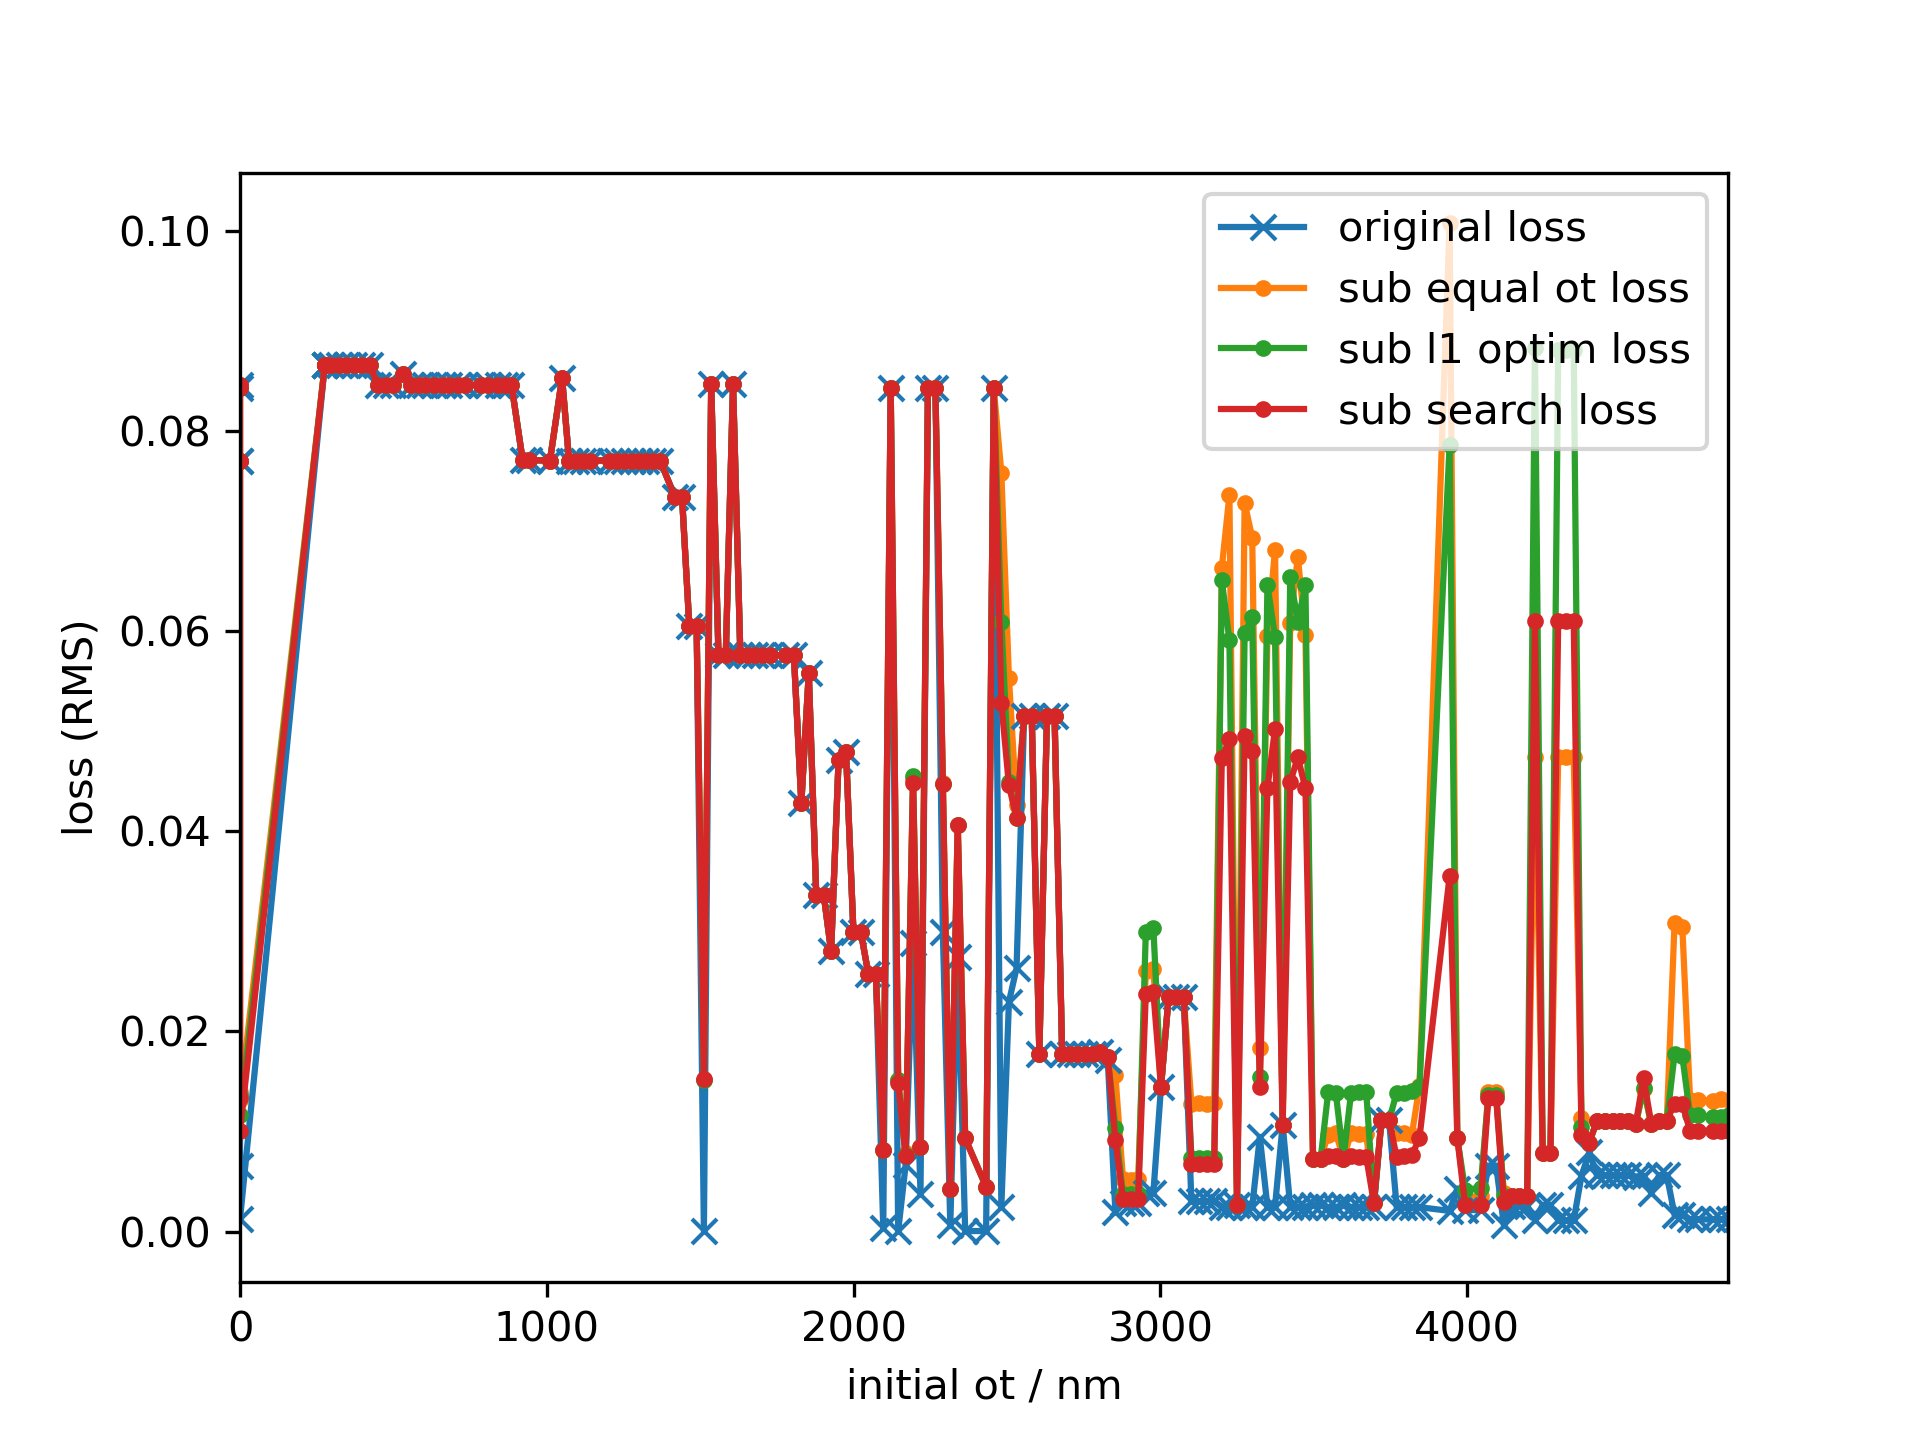 0.10
0.08
0.06
0.04
0.02
0.00
loss (RMS)
0
1000
2000
3000
4000
initial ot / nm
original loss
sub equal ot loss
sub l1 optim loss
sub search loss